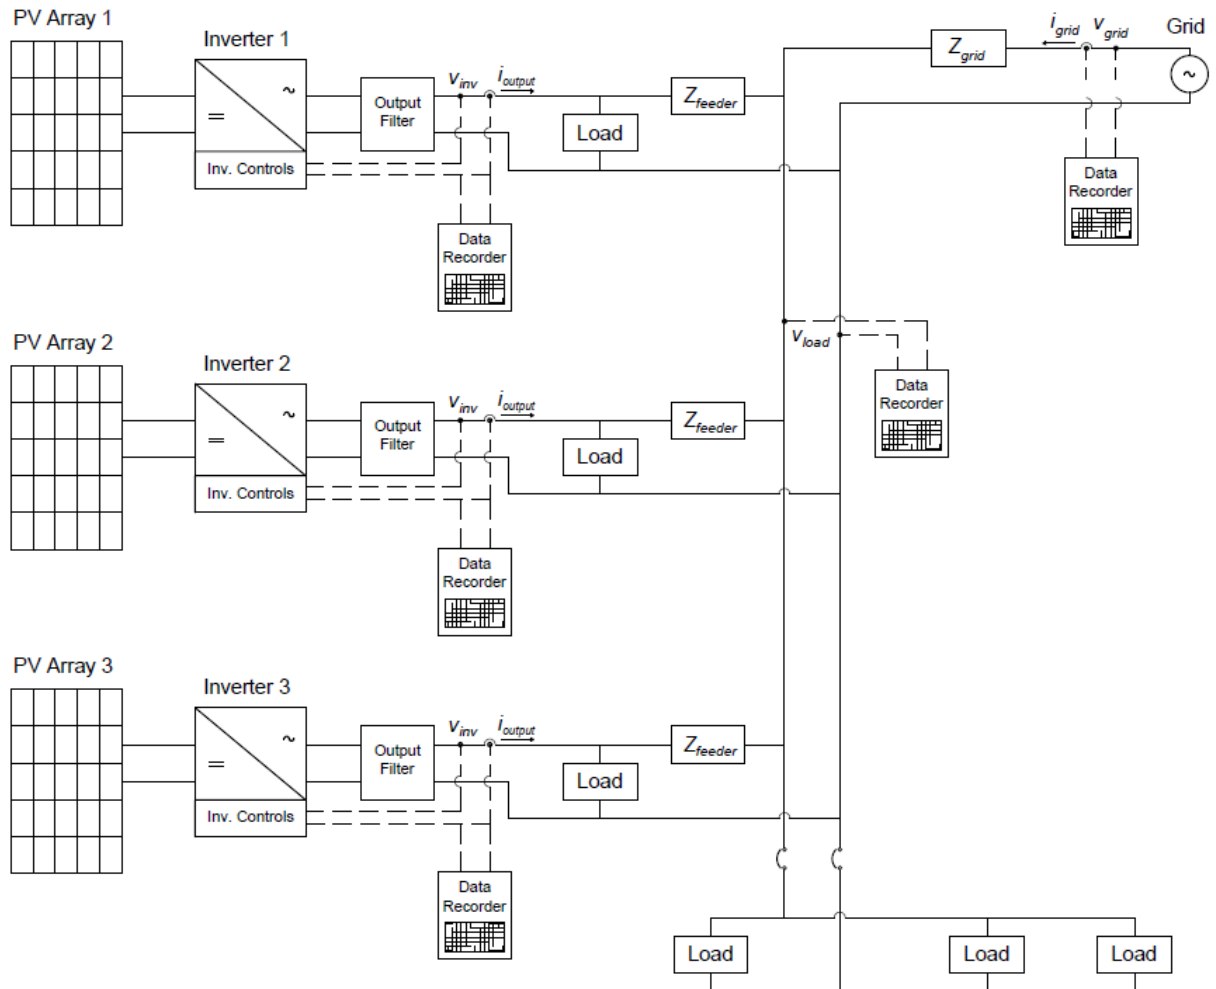 PV Array 1
Inverter 1
~
=
Inv. Controls
Output
Filter
v_inv
i_output
Load
Z_feeder
Data
Recorder
Z_grid
i_grid
v_grid
Grid
~
Data
Recorder
v_load
Data
Recorder
PV Array 2
Inverter 2
~
=
Inv. Controls
Output
Filter
v_inv
i_output
Load
Z_feeder
Data
Recorder
PV Array 3
Inverter 3
~
=
Inv. Controls
Output
Filter
v_inv
i_output
Load
Z_feeder
Data
Recorder
Load
Load
Load